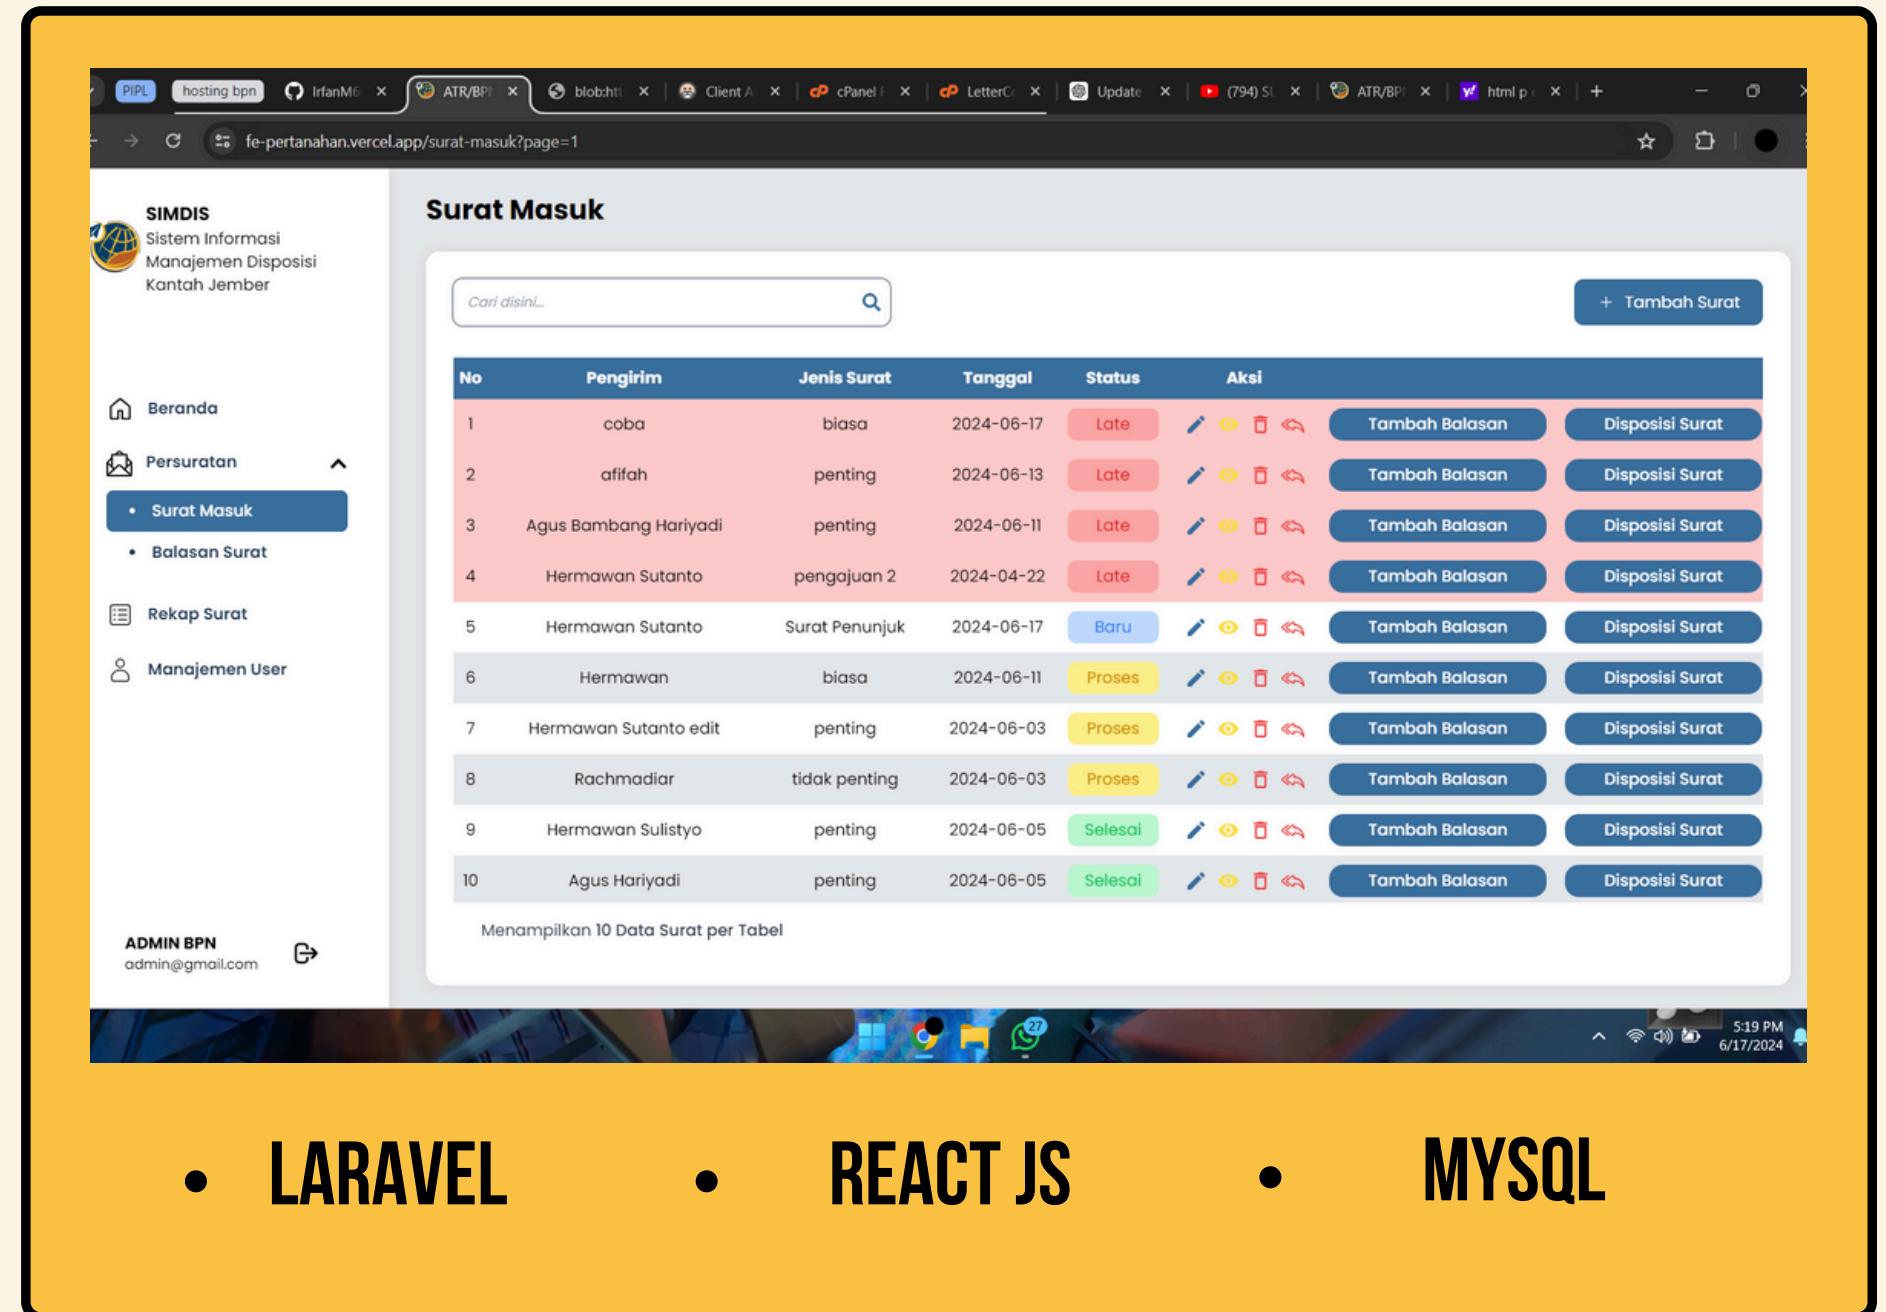 PIPL hosting bpn IrfanM6 ATR/BPI blob:htt Client A cPanel F LetterC Update (794) SU ATR/BPI html p
fe-pertanahan.vercel.app/surat-masuk?page=1
SIMDIS
Sistem Informasi
Manajemen Disposisi
Kantah Jember
Beranda
Persuratan
• Surat Masuk
• Balasan Surat
Rekap Surat
Manajemen User
ADMIN BPN
admin@gmail.com
Surat Masuk
Cari disini...
+ Tambah Surat
No Pengirim Jenis Surat Tanggal Status Aksi
1 coba biasa 2024-06-17 Late Tambah Balasan Disposisi Surat
2 afifah penting 2024-06-13 Late Tambah Balasan Disposisi Surat
3 Agus Bambang Hariyadi penting 2024-06-11 Late Tambah Balasan Disposisi Surat
4 Hermawan Sutanto pengajuan 2 2024-04-22 Late Tambah Balasan Disposisi Surat
5 Hermawan Sutanto Surat Penunjuk 2024-06-17 Baru Tambah Balasan Disposisi Surat
6 Hermawan biasa 2024-06-11 Proses Tambah Balasan Disposisi Surat
7 Hermawan Sutanto edit penting 2024-06-03 Proses Tambah Balasan Disposisi Surat
8 Rachmadiar tidak penting 2024-06-03 Proses Tambah Balasan Disposisi Surat
9 Hermawan Sulistyo penting 2024-06-05 Selesai Tambah Balasan Disposisi Surat
10 Agus Hariyadi penting 2024-06-05 Selesai Tambah Balasan Disposisi Surat
Menampilkan 10 Data Surat per Tabel
27
5:19 PM
6/17/2024
• LARAVEL • REACT JS • MYSQL